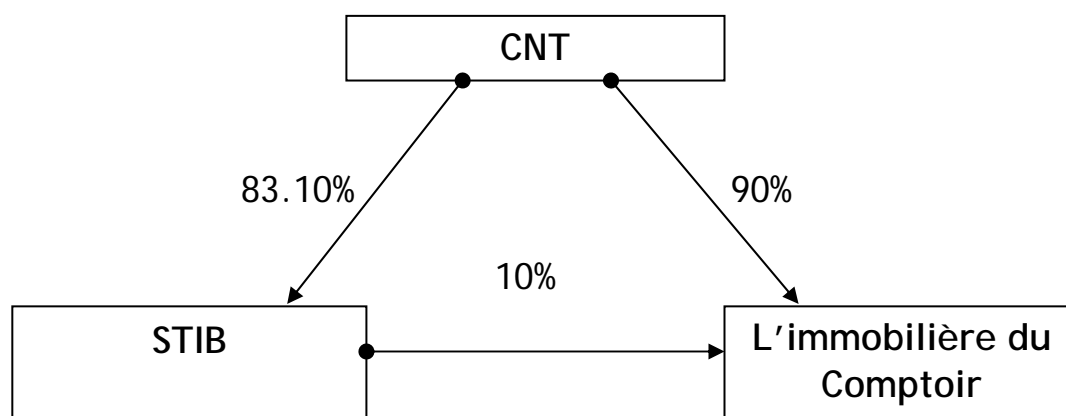 CNT
83.10%
90%
10%
STIB
L'immobilière du
Comptoir